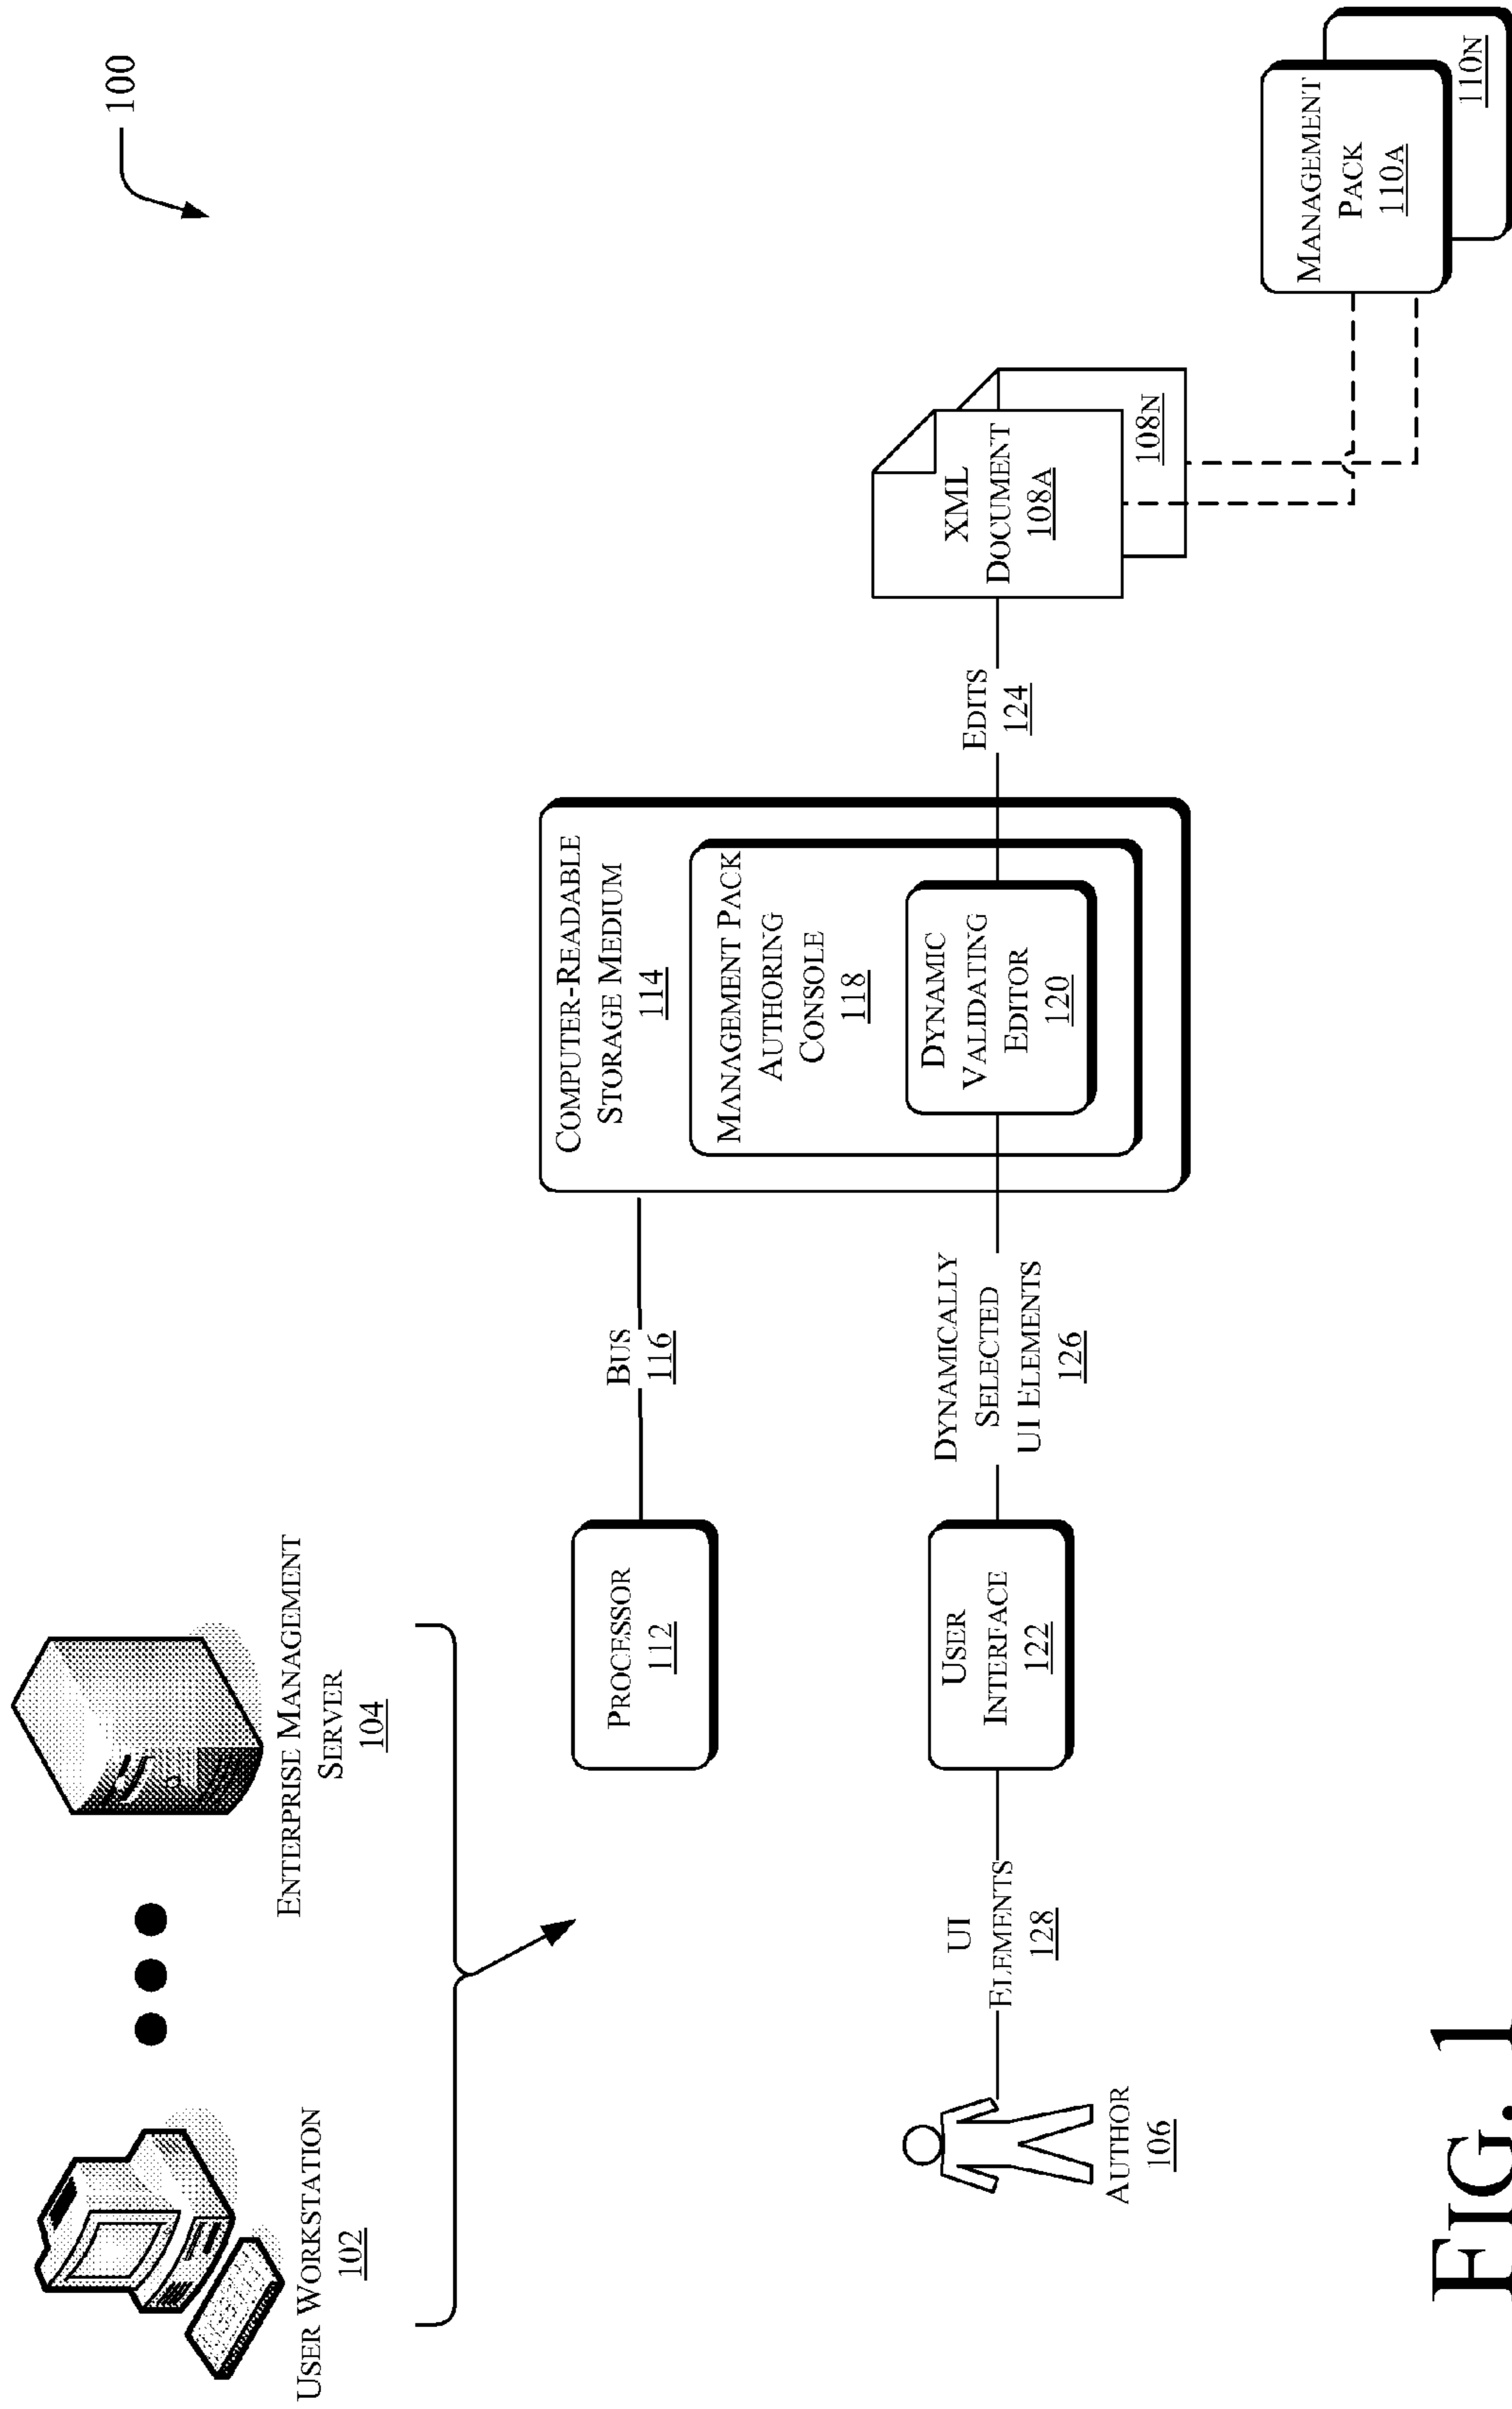 100
USER WORKSTATION
102
ENTERPRISE MANAGEMENT
SERVER
104
PROCESSOR
112
BUS
116
COMPUTER-READABLE
STORAGE MEDIUM
114
MANAGEMENT PACK
AUTHORING
CONSOLE
118
DYNAMIC
VALIDATING
EDITOR
120
AUTHOR
106
UI
ELEMENTS
128
USER
INTERFACE
122
DYNAMICALLY
SELECTED
UI ELEMENTS
126
EDITS
124
XML
DOCUMENT
108A
108N
MANAGEMENT
PACK
110A
110N
FIG. 1